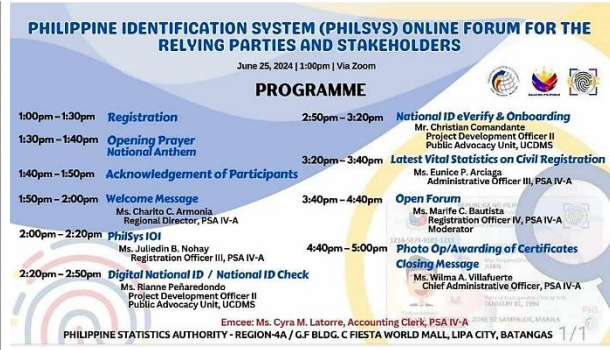 PHILIPPINE IDENTIFICATION SYSTEM (PHILSYS) ONLINE FORUM FOR THE
RELYING PARTIES AND STAKEHOLDERS
June 25, 2024 | 1:00pm | Via Zoom
PROGRAMME
1:00pm – 1:30pm Registration
1:30pm – 1:40pm Opening Prayer
National Anthem
1:40pm – 1:50pm Acknowledgement of Participants
1:50pm – 2:00pm Welcome Message
Ms. Charito C. Armonia
Regional Director, PSA IV-A
2:00pm – 2:20pm PhilSys 101
Ms. Juliedin B. Nohay
Registration Officer III, PSA IV-A
2:20pm – 2:50pm Digital National ID / National ID Check
Ms. Rianne Peñaredondo
Project Development Officer II
Public Advocacy Unit, UCDMS
2:50pm – 3:20pm National ID eVerify & Onboarding
Mr. Christian Comandante
Project Development Officer II
Public Advocacy Unit, UCDMS
3:20pm – 3:40pm Latest Vital Statistics on Civil Registration
Ms. Eunice P. Arciaga
Administrative Officer III, PSA IV-A
3:40pm – 4:40pm Open Forum
Ms. Marife C. Bautista
Registration Officer IV, PSA IV-A
Moderator
4:40pm – 5:00pm Photo Op/Awarding of Certificates
Closing Message
Ms. Wilma A. Villafuerte
Chief Administrative Officer, PSA IV-A
Emcee: Ms. Cyra M. Latorre, Accounting Clerk, PSA IV-A
PHILIPPINE STATISTICS AUTHORITY - REGION-4A / G.F BLDG. C FIESTA WORLD MALL, LIPA CITY, BATANGAS
1/1